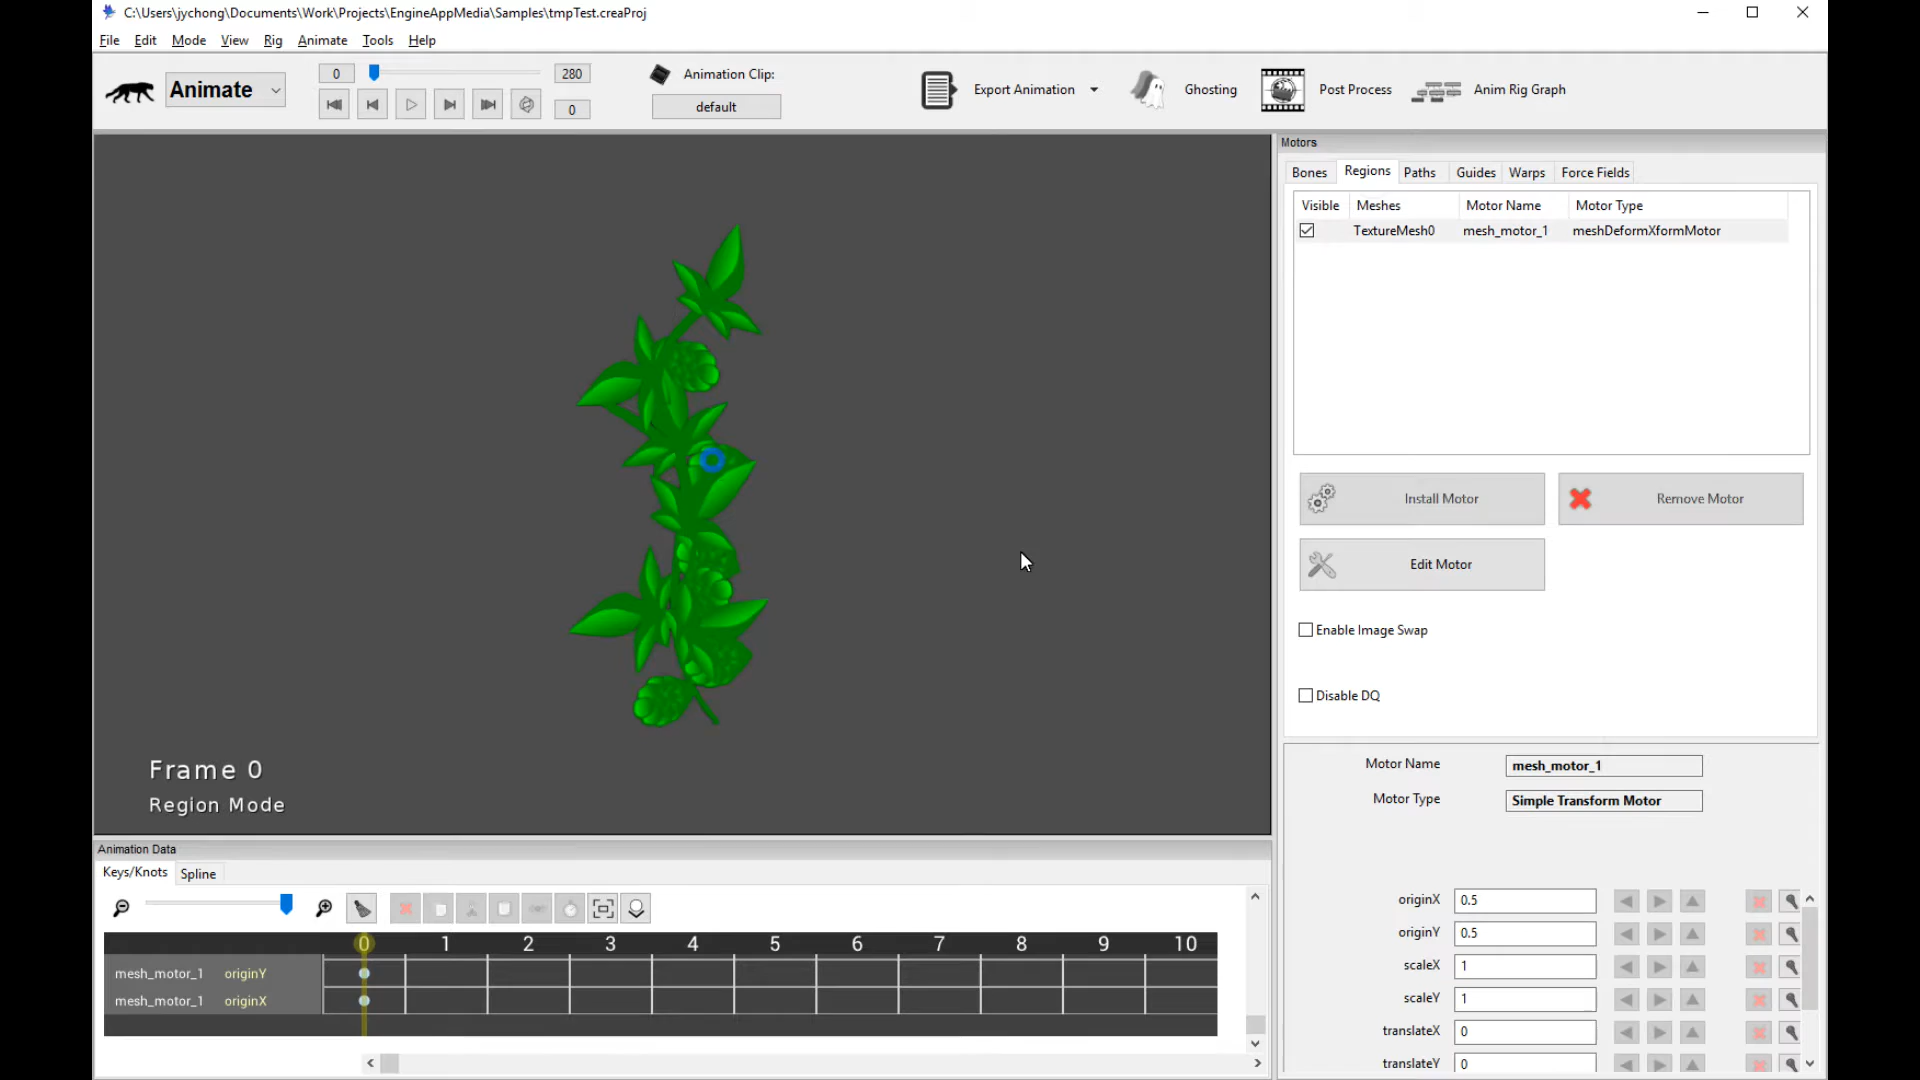 C:\Users\jychong\Documents\Work\Projects\EngineAppMedia\Samples\tmpTest.creaProj
File Edit Mode View Rig Animate Tools Help
Animate
0 280
0
Animation Clip:
default
Export Animation
Ghosting
Post Process
Anim Rig Graph
Motors
Bones Regions Paths Guides Warps Force Fields
Visible Meshes Motor Name Motor Type
TextureMesh0 mesh_motor_1 meshDeformXformMotor
Install Motor Remove Motor
Edit Motor
Enable Image Swap
Disable DQ
Motor Name mesh_motor_1
Motor Type Simple Transform Motor
originX 0.5
originY 0.5
scaleX 1
scaleY 1
translateX 0
translateY 0
Frame 0
Region Mode
Animation Data
Keys/Knots Spline
0 1 2 3 4 5 6 7 8 9 10
mesh_motor_1 originY
mesh_motor_1 originX